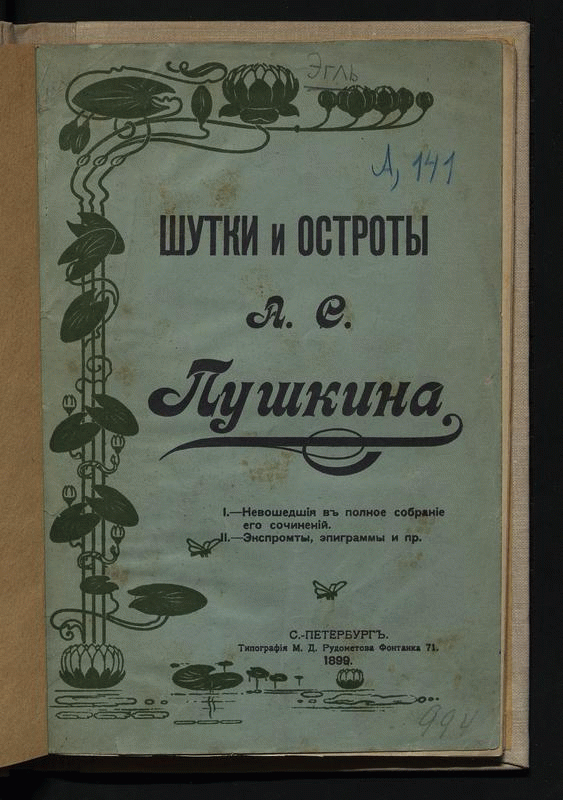 Эгль
А, 141
ШУТКИ и ОСТРОТЫ
А. С.
Пушкина
I.—Невошедшія въ полное собраніе
его сочиненій.
II.—Экспромты, эпиграммы и пр.
С.-ПЕТЕРБУРГЪ.
Типографія М. Д. Рудометова Фонтанка 71.
1899.
994